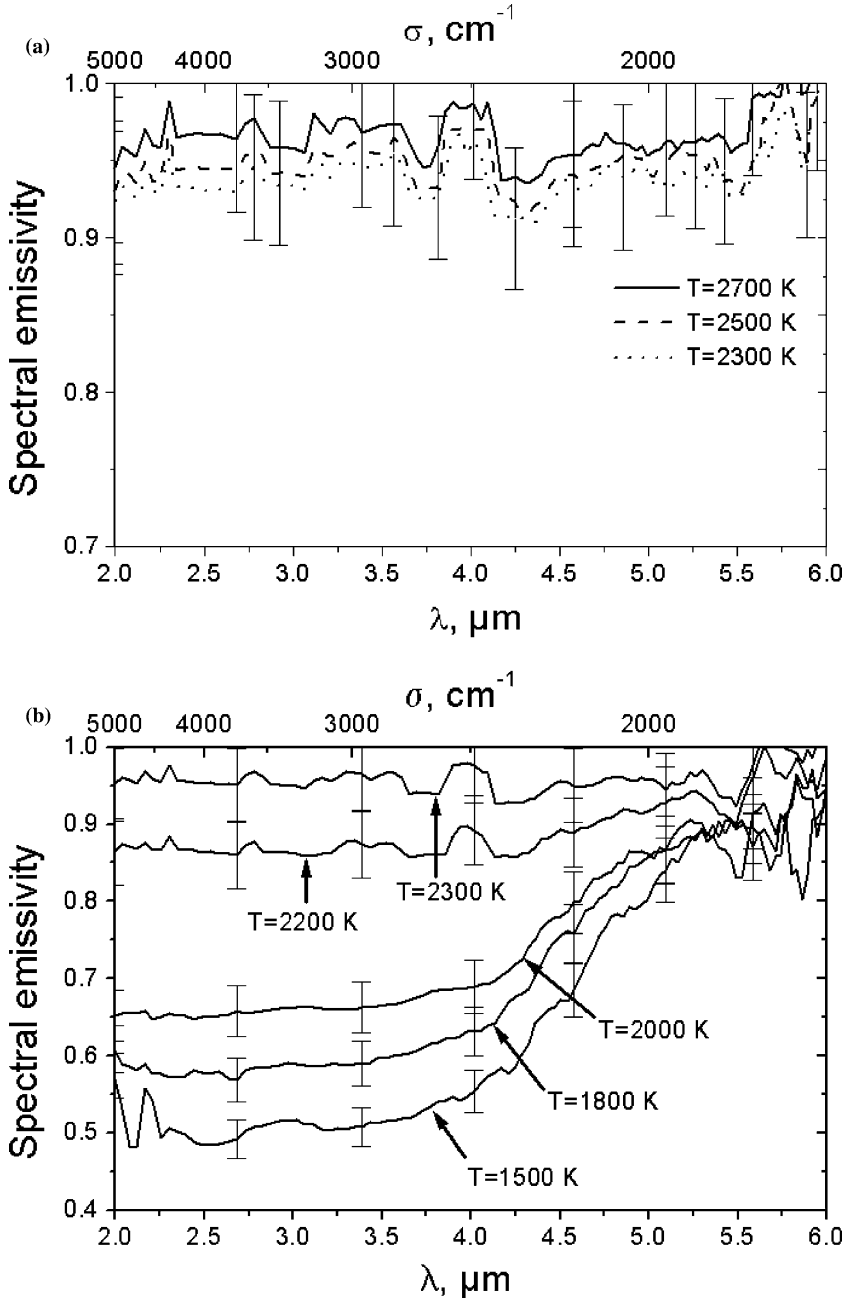 (a)
σ, cm-1
5000 4000 3000 2000
1.0
0.9
0.8
0.7
Spectral emissivity
T=2700 K
T=2500 K
T=2300 K
2.0 2.5 3.0 3.5 4.0 4.5 5.0 5.5 6.0
λ, µm
(b)
σ, cm-1
5000 4000 3000 2000
1.0
0.9
0.8
0.7
0.6
0.5
0.4
Spectral emissivity
T=2300 K
T=2200 K
T=2000 K
T=1800 K
T=1500 K
2.0 2.5 3.0 3.5 4.0 4.5 5.0 5.5 6.0
λ, µm